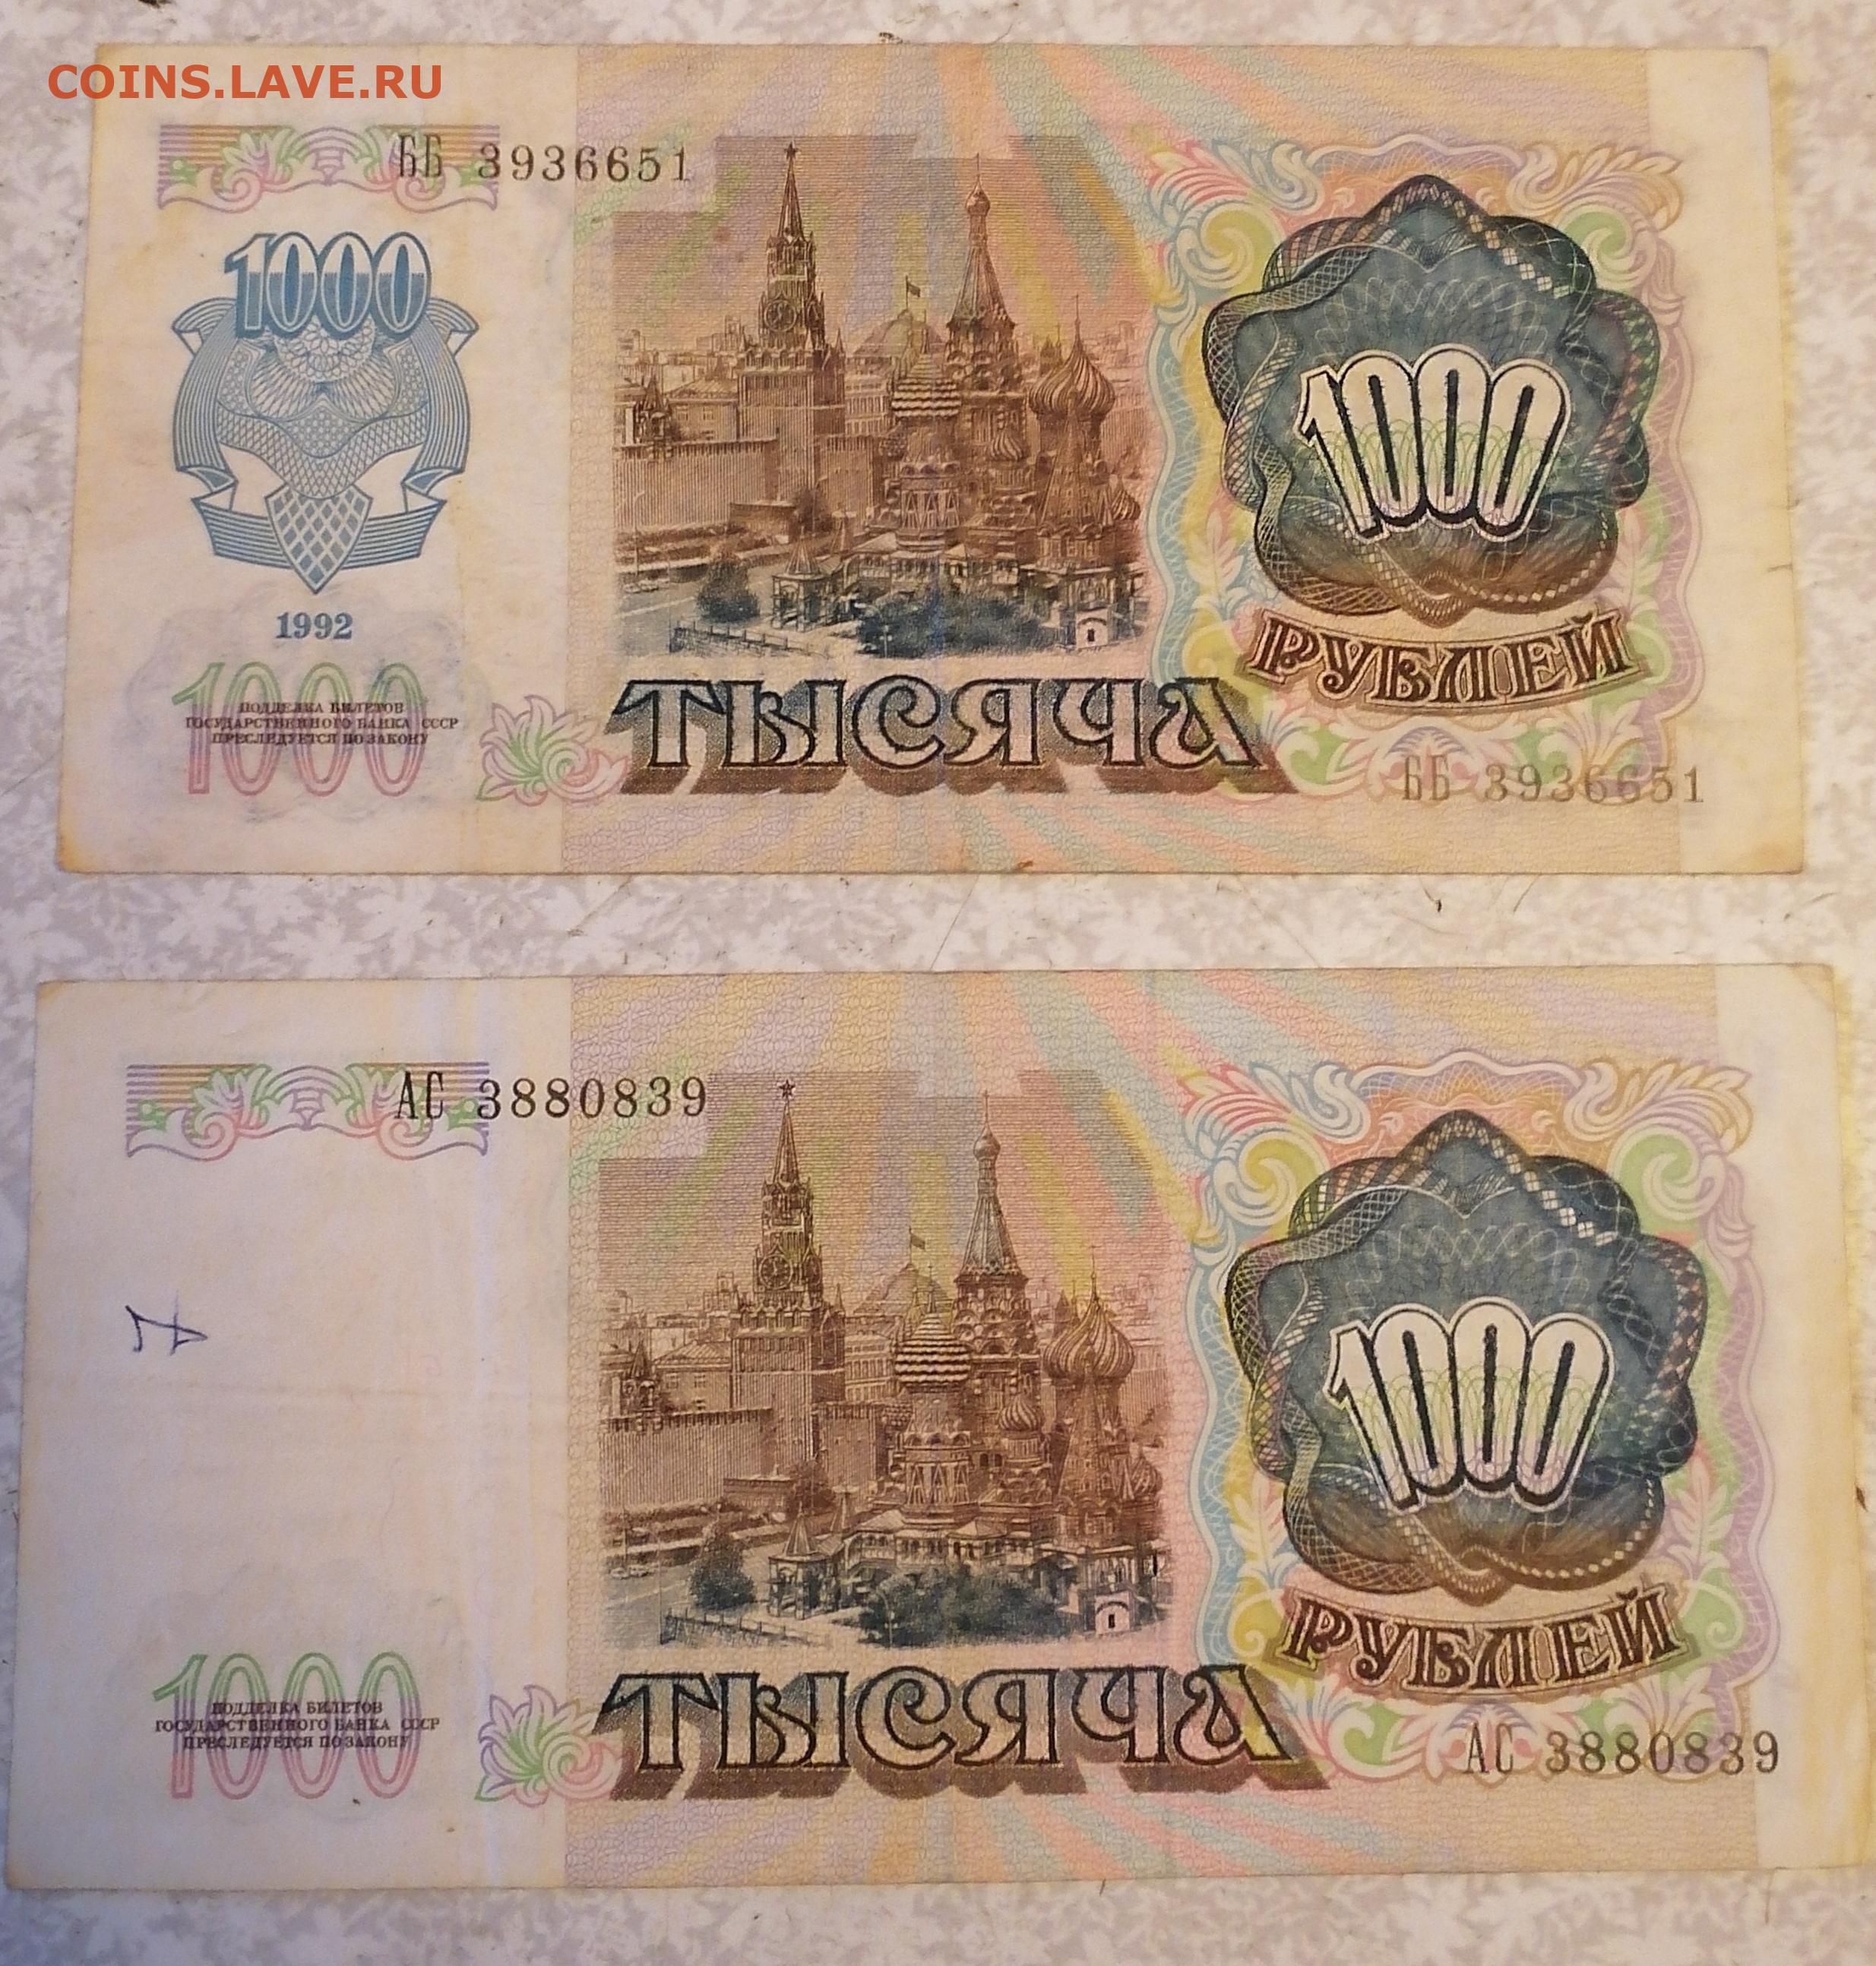 COINS.LAVE.RU
ББ 3936651
1000
1000
1992
РУБЛЕЙ
1000
ПОДДЕЛКА БИЛЕТОВ
ГОСУДАРСТВЕННОГО БАНКА СССР
ПРЕСЛЕДУЕТСЯ ПО ЗАКОНУ
ТЫСЯЧА
ББ 3936651
АС 3880839
1000
РУБЛЕЙ
1000
ПОДДЕЛКА БИЛЕТОВ
ГОСУДАРСТВЕННОГО БАНКА СССР
ПРЕСЛЕДУЕТСЯ ПО ЗАКОНУ
ТЫСЯЧА
АС 3880839